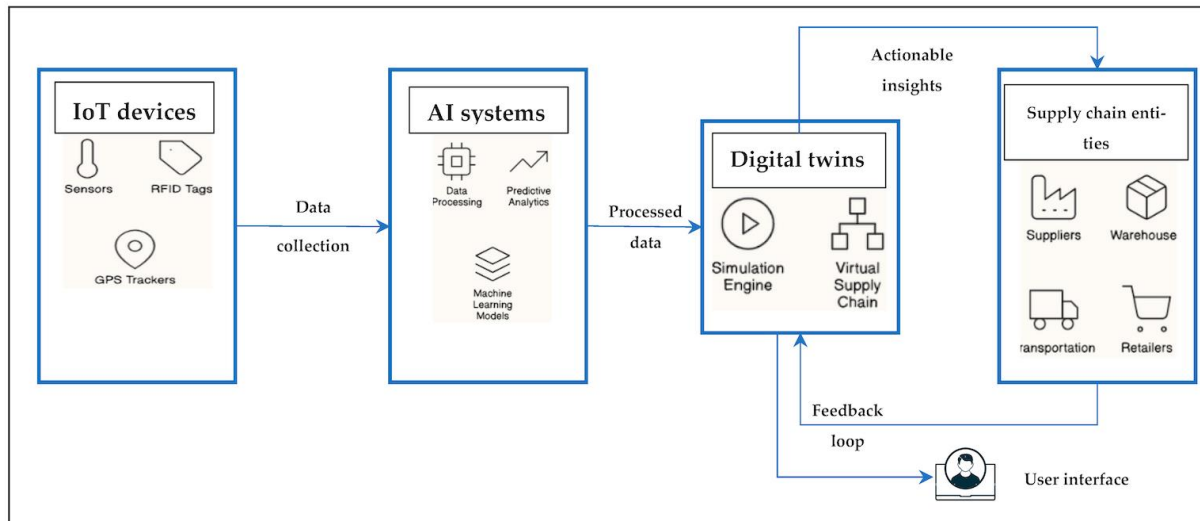 IoT devices
Sensors
RFID Tags
GPS Trackers
Data
collection
AI systems
Data
Processing
Predictive
Analytics
Machine
Learning
Models
Processed
data
Digital twins
Simulation
Engine
Virtual
Supply
Chain
Actionable
insights
Supply chain enti-
ties
Suppliers
Warehouse
ransportation
Retailers
Feedback
loop
User interface